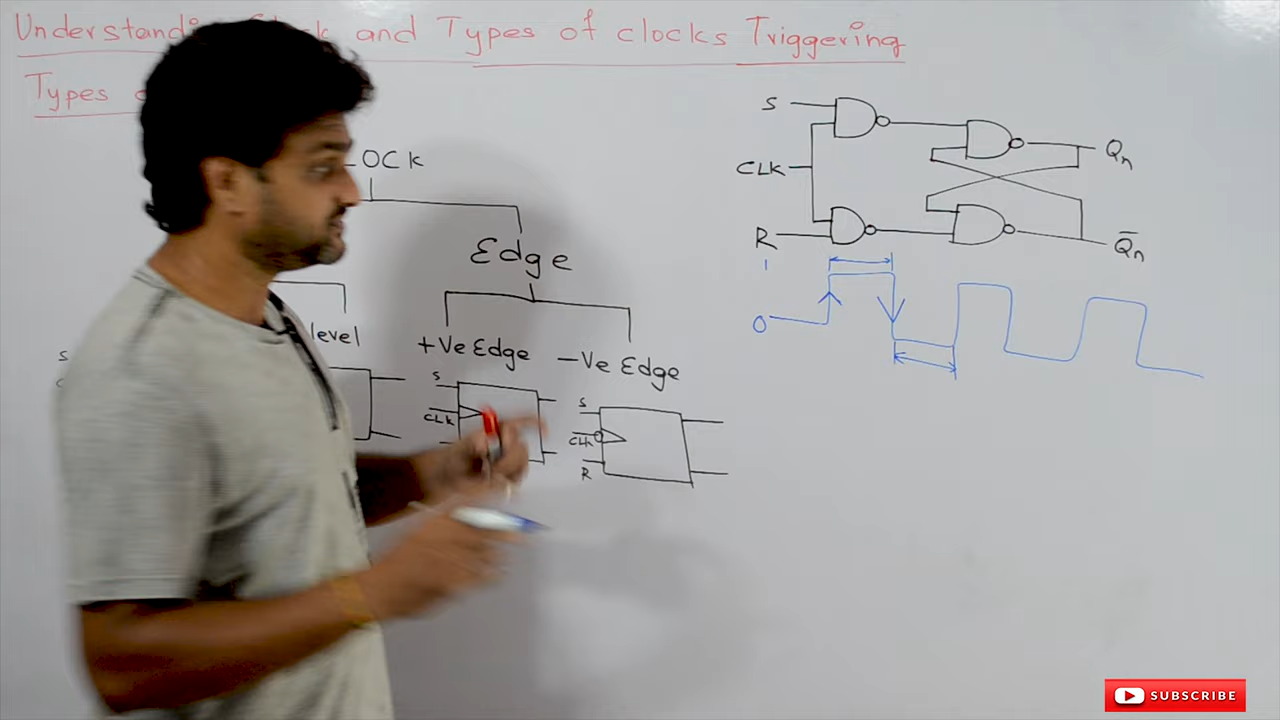 and Types of clocks Triggering
Types
OCK
Edge
level
+Ve Edge
-Ve Edge
S
CLK
S
CLK
R
S
CLK
R
Qn
Q̅n
1
0
SUBSCRIBE